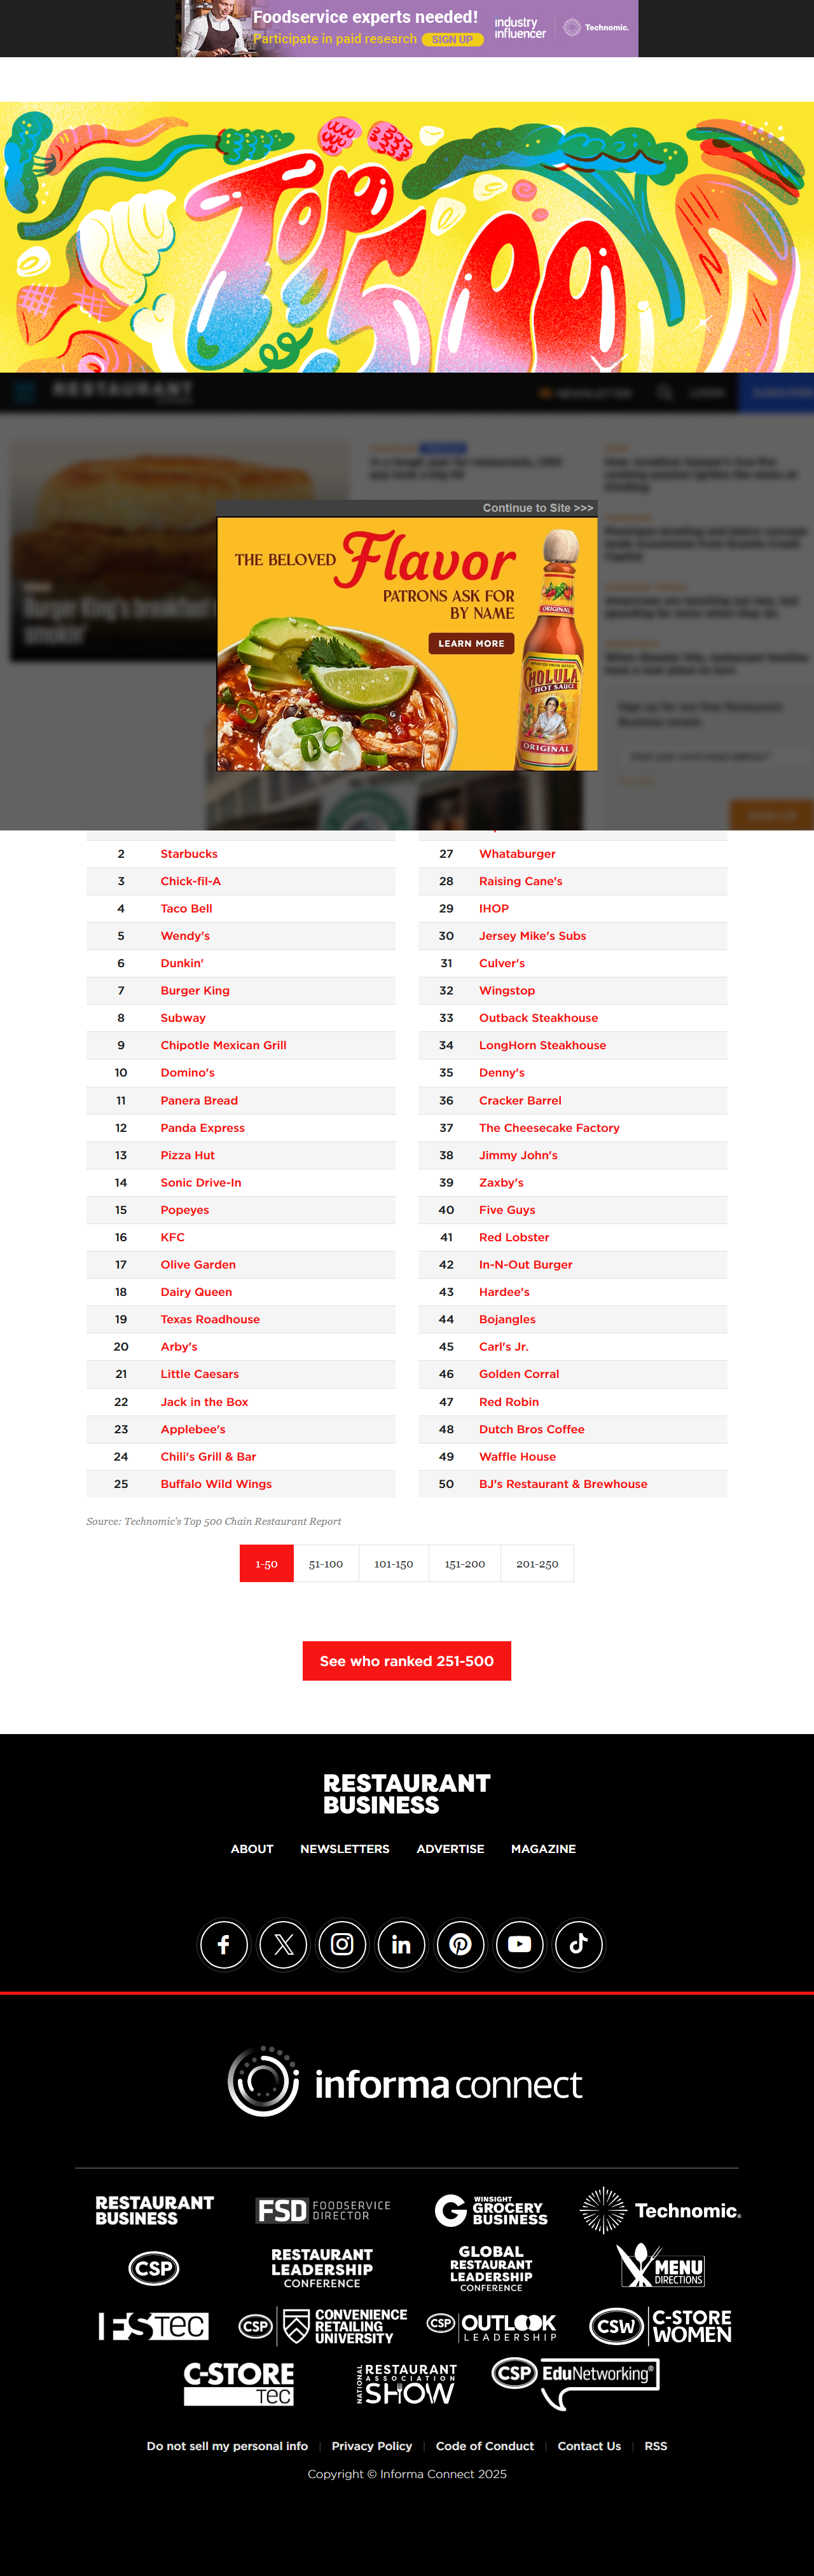 Foodservice experts needed!
Participate in paid research SIGN UP
industry
influencer
Technomic.
Top
500
RESTAURANT
NEWSLETTER
LOGIN
SUBSCRIBE
Continue to Site >>>
THE BELOVED Flavor
PATRONS ASK FOR
BY NAME
LEARN MORE
ORIGINAL
CHOLULA
HOT SAUCE
ORIGINAL
2 Starbucks
3 Chick-fil-A
4 Taco Bell
5 Wendy's
6 Dunkin'
7 Burger King
8 Subway
9 Chipotle Mexican Grill
10 Domino's
11 Panera Bread
12 Panda Express
13 Pizza Hut
14 Sonic Drive-In
15 Popeyes
16 KFC
17 Olive Garden
18 Dairy Queen
19 Texas Roadhouse
20 Arby's
21 Little Caesars
22 Jack in the Box
23 Applebee's
24 Chili's Grill & Bar
25 Buffalo Wild Wings
27 Whataburger
28 Raising Cane's
29 IHOP
30 Jersey Mike's Subs
31 Culver's
32 Wingstop
33 Outback Steakhouse
34 LongHorn Steakhouse
35 Denny's
36 Cracker Barrel
37 The Cheesecake Factory
38 Jimmy John's
39 Zaxby's
40 Five Guys
41 Red Lobster
42 In-N-Out Burger
43 Hardee's
44 Bojangles
45 Carl's Jr.
46 Golden Corral
47 Red Robin
48 Dutch Bros Coffee
49 Waffle House
50 BJ's Restaurant & Brewhouse
Source: Technomic's Top 500 Chain Restaurant Report
1-50 51-100 101-150 151-200 201-250
See who ranked 251-500
RESTAURANT
BUSINESS
ABOUT NEWSLETTERS ADVERTISE MAGAZINE
informa connect
RESTAURANT
BUSINESS
FSD FOODSERVICE
DIRECTOR
WINSIGHT
GROCERY
BUSINESS
Technomic.
CSP
RESTAURANT
LEADERSHIP
CONFERENCE
GLOBAL
RESTAURANT
LEADERSHIP
CONFERENCE
MENU
DIRECTIONS
FSTEC
CSP CONVENIENCE
RETAILING
UNIVERSITY
CSP OUTLOOK
LEADERSHIP
CSW C-STORE
WOMEN
C-STORE
TEC
NATIONAL
RESTAURANT
ASSOCIATION
SHOW
CSP EduNetworking®
Do not sell my personal info | Privacy Policy | Code of Conduct | Contact Us | RSS
Copyright © Informa Connect 2025